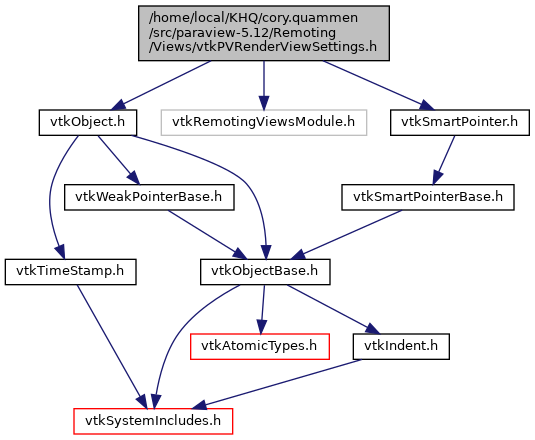 /home/local/KHQ/cory.quammen
/src/paraview-5.12/Remoting
/Views/vtkPVRenderViewSettings.h
vtkObject.h
vtkRemotingViewsModule.h
vtkSmartPointer.h
vtkWeakPointerBase.h
vtkSmartPointerBase.h
vtkTimeStamp.h
vtkObjectBase.h
vtkAtomicTypes.h
vtkIndent.h
vtkSystemIncludes.h